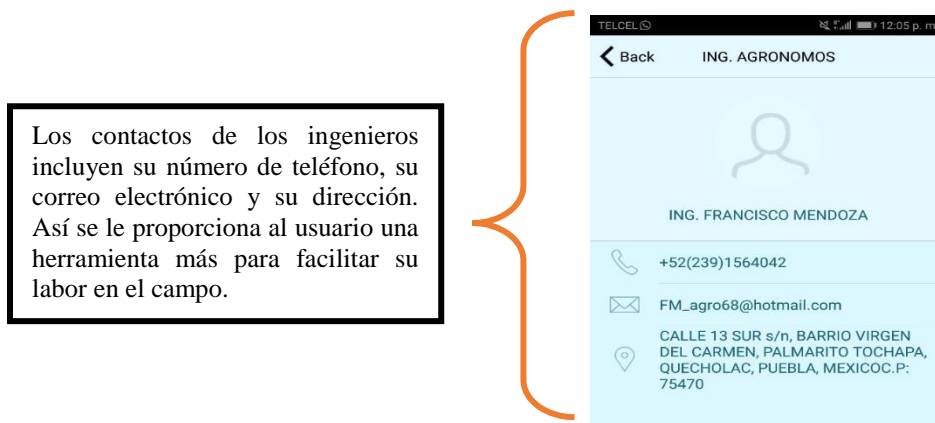 Los contactos de los ingenieros
incluyen su número de teléfono, su
correo electrónico y su dirección.
Así se le proporciona al usuario una
herramienta más para facilitar su
labor en el campo.
TELCEL 12:05 p. m
Back ING. AGRONOMOS
ING. FRANCISCO MENDOZA
+52(239)1564042
FM_agro68@hotmail.com
CALLE 13 SUR s/n, BARRIO VIRGEN
DEL CARMEN, PALMARITO TOCHAPA,
QUECHOLAC, PUEBLA, MEXICOC.P:
75470